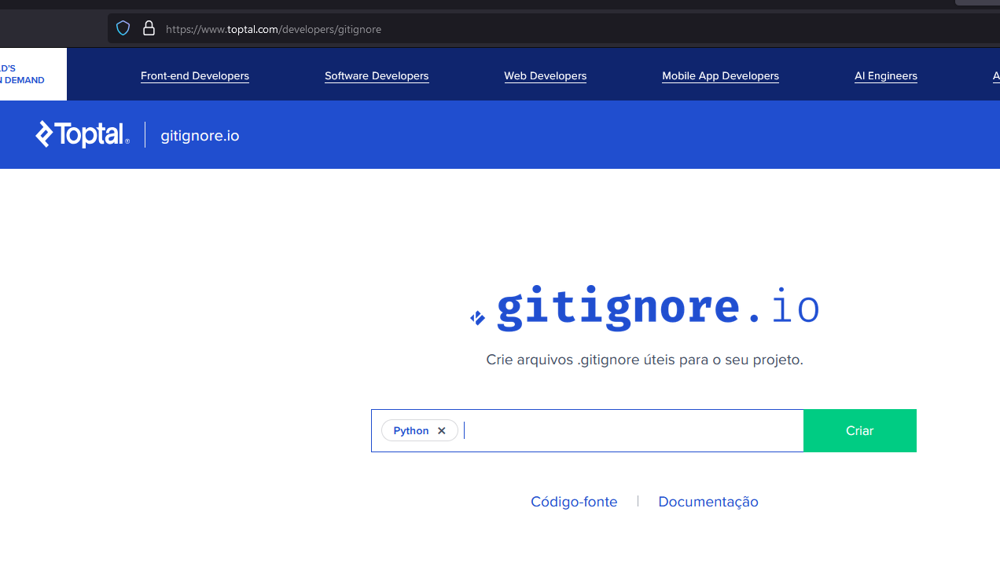 https://www.toptal.com/developers/gitignore
LD'S
N DEMAND
Front-end Developers
Software Developers
Web Developers
Mobile App Developers
AI Engineers
A
Toptal®
gitignore.io
.gitignore.io
Crie arquivos .gitignore úteis para o seu projeto.
Python
Criar
Código-fonte
Documentação